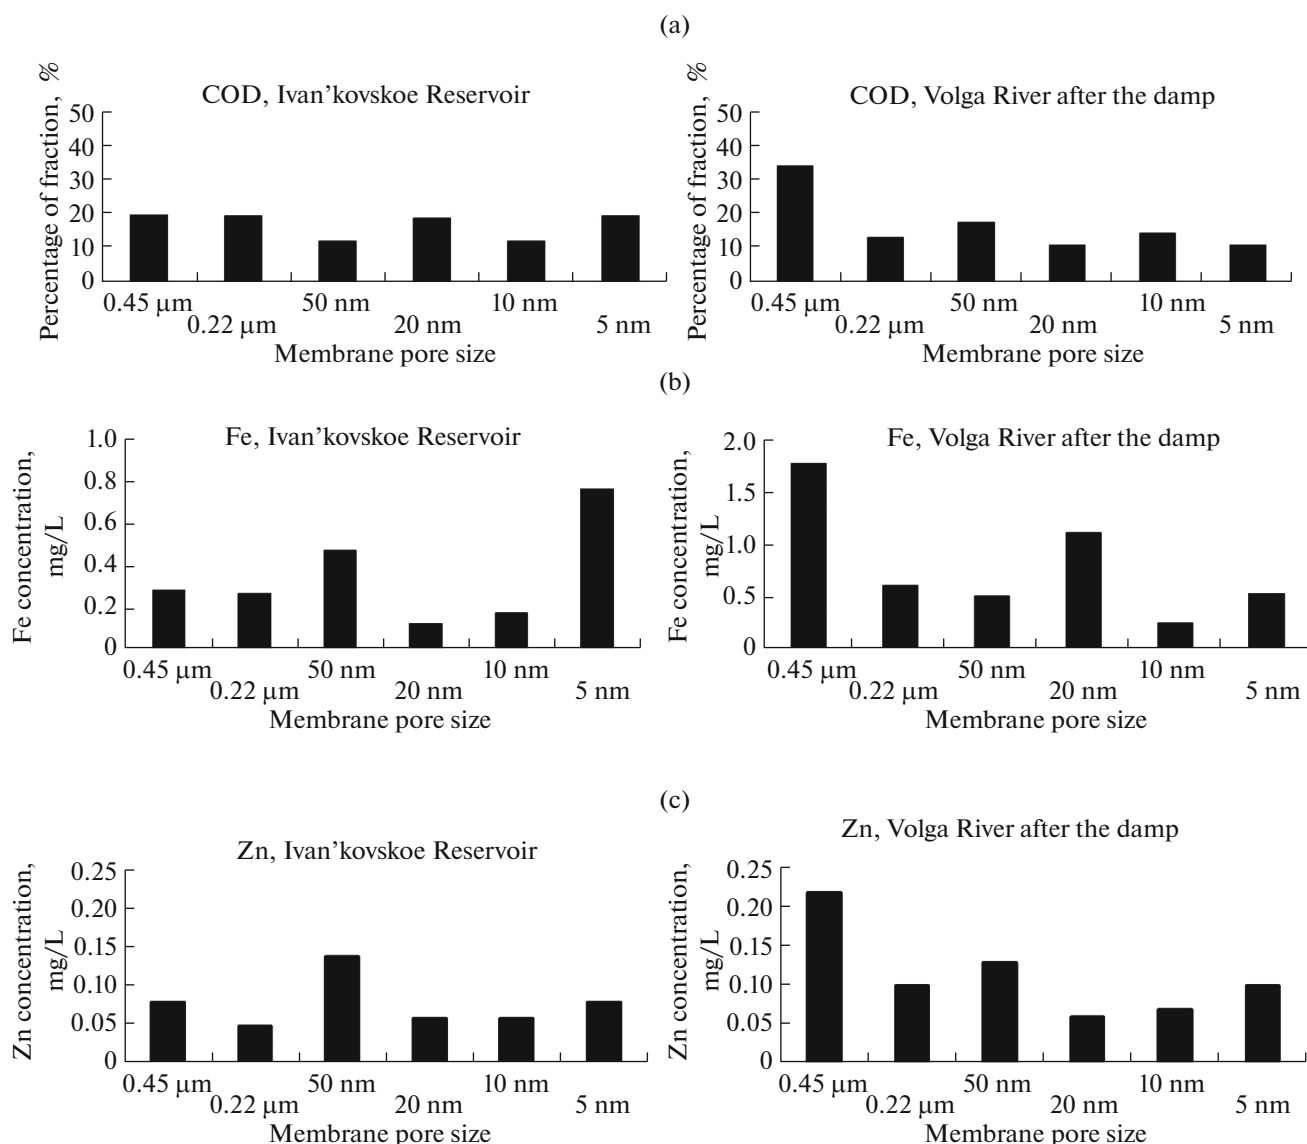 (a)
COD, Ivan’kovskoe Reservoir
Percentage of fraction, %
50
40
30
20
10
0
0.45 µm
0.22 µm
50 nm
20 nm
10 nm
5 nm
Membrane pore size
COD, Volga River after the damp
Percentage of fraction, %
50
40
30
20
10
0
0.45 µm
0.22 µm
50 nm
20 nm
10 nm
5 nm
Membrane pore size
(b)
Fe, Ivan’kovskoe Reservoir
Fe concentration,
mg/L
1.0
0.8
0.6
0.4
0.2
0
0.45 µm
0.22 µm
50 nm
20 nm
10 nm
5 nm
Membrane pore size
Fe, Volga River after the damp
Fe concentration,
mg/L
2.0
1.5
1.0
0.5
0
0.45 µm
0.22 µm
50 nm
20 nm
10 nm
5 nm
Membrane pore size
(c)
Zn, Ivan’kovskoe Reservoir
Zn concentration,
mg/L
0.25
0.20
0.15
0.10
0.05
0
0.45 µm
0.22 µm
50 nm
20 nm
10 nm
5 nm
Membrane pore size
Zn, Volga River after the damp
Zn concentration,
mg/L
0.25
0.20
0.15
0.10
0.05
0
0.45 µm
0.22 µm
50 nm
20 nm
10 nm
5 nm
Membrane pore size